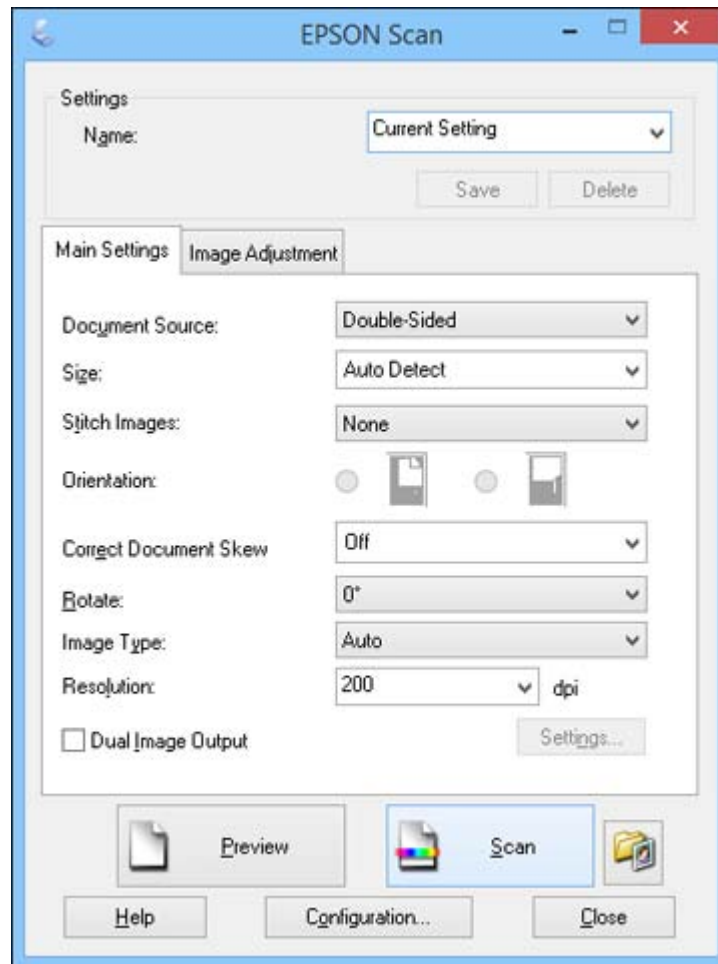 EPSON Scan
Settings
Name: Current Setting
Save Delete
Main Settings Image Adjustment
Document Source: Double-Sided
Size: Auto Detect
Stitch Images: None
Orientation:
Correct Document Skew Off
Rotate: 0°
Image Type: Auto
Resolution: 200 dpi
Dual Image Output Settings...
Preview Scan
Help Configuration... Close